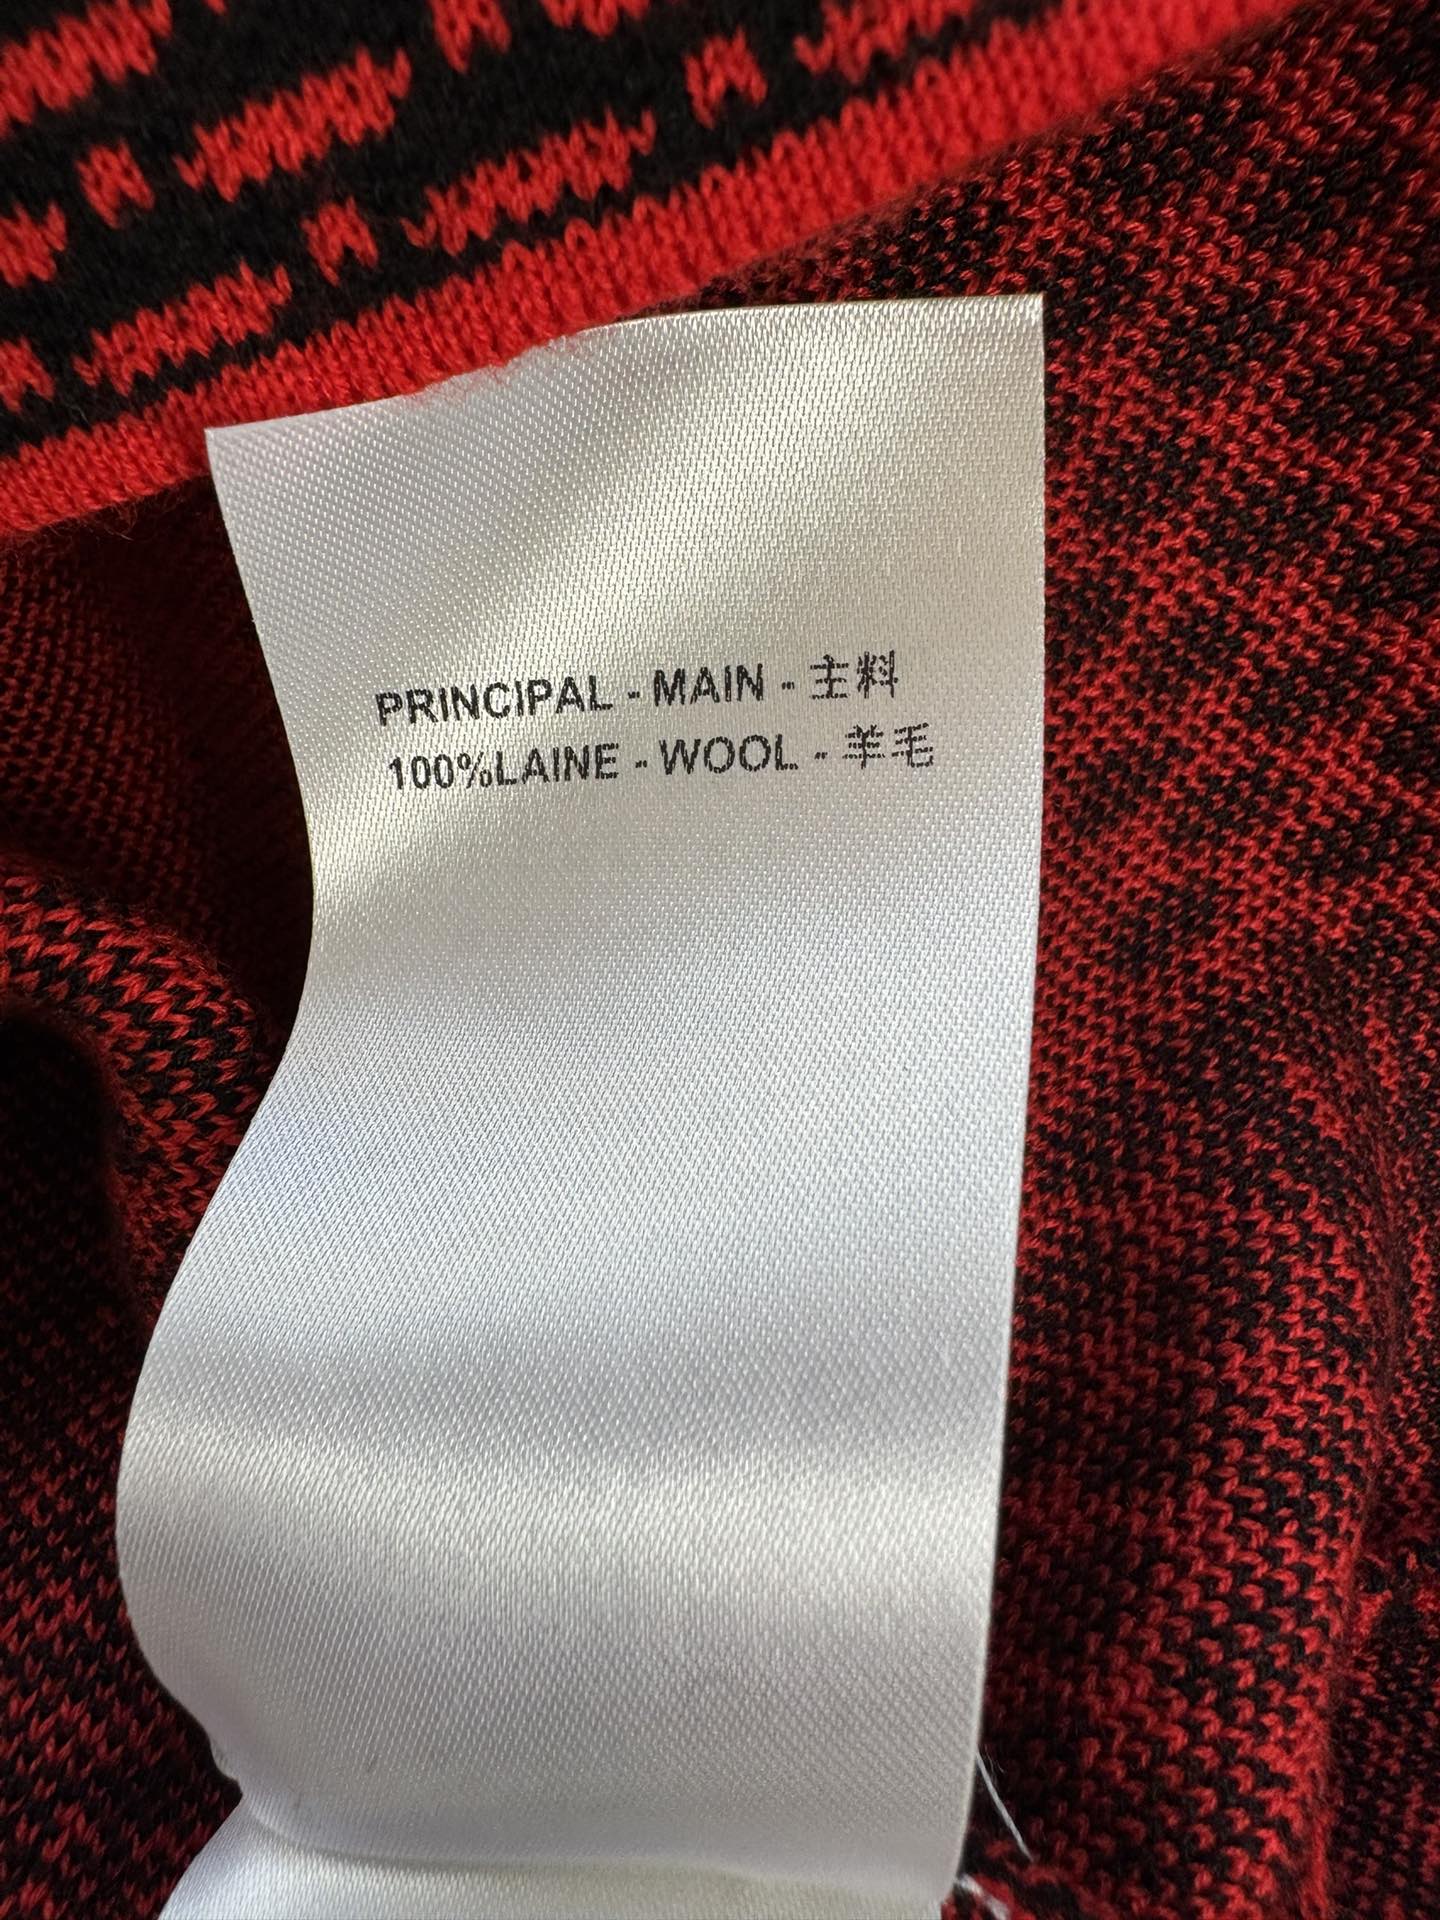 PRINCIPAL - MAIN - 主料
100%LAINE - WOOL - 羊毛